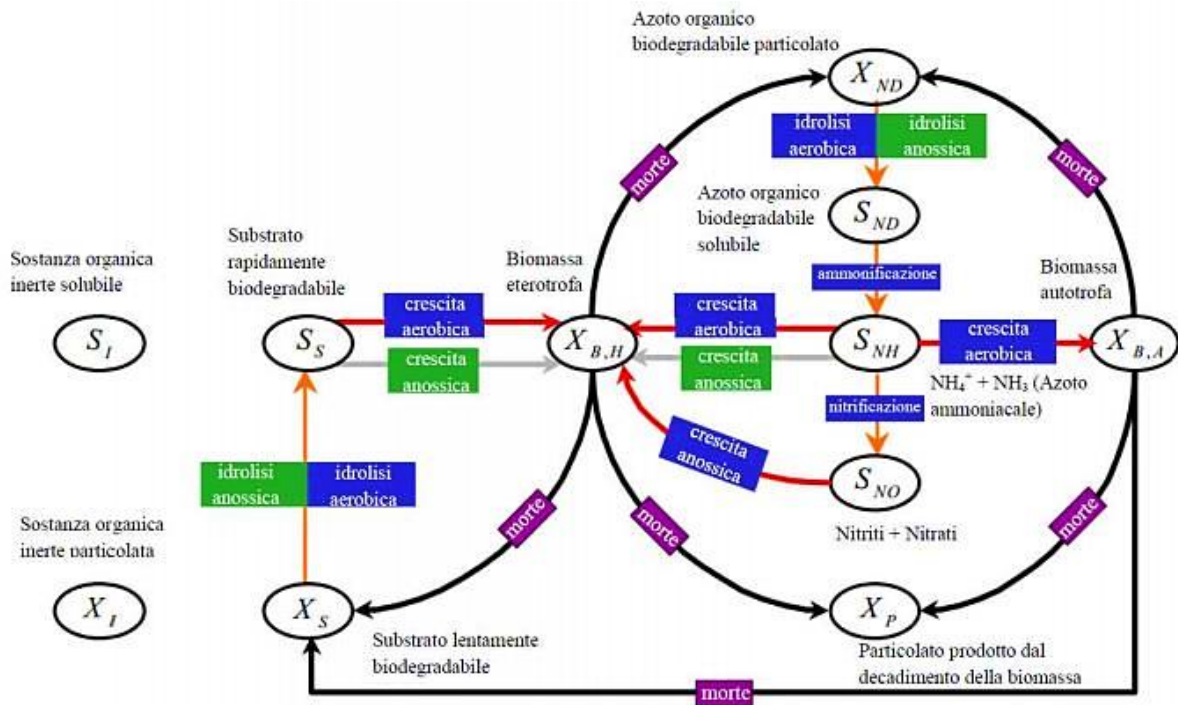 Azoto organico
biodegradabile particolato
X_ND
idrolisi
aerobica
idrolisi
anossica
morte
morte
Azoto organico
biodegradabile
solubile
S_ND
Sostanza organica
inerte solubile
Substrato
rapidamente
biodegradabile
Biomassa
eterotrofa
ammonificazione
Biomassa
autotrofa
S_I
S_S
crescita
aerobica
crescita
anossica
X_B,H
crescita
aerobica
crescita
anossica
S_NH
crescita
aerobica
X_B,A
NH₄⁺ + NH₃ (Azoto
ammoniacale)
nitrificazione
crescita
anossica
S_NO
Nitriti + Nitrati
idrolisi
anossica
idrolisi
aerobica
Sostanza organica
inerte particolata
morte
morte
morte
X_I
X_S
X_P
Substrato lentamente
biodegradabile
Particolato prodotto dal
decadimento della biomassa
morte